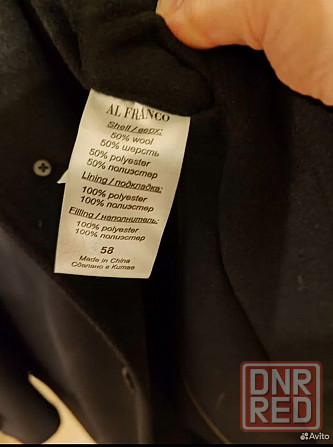 AL FRANCO
Shell / верх:
50% wool
50% шерсть
50% polyester
50% полиэстер
Lining / подкладка:
100% polyester
100% полиэстер
Filling / наполнитель:
100% polyester
100% полиэстер
58
Made in China
Сделано в Китае
DNR
RED
Avito